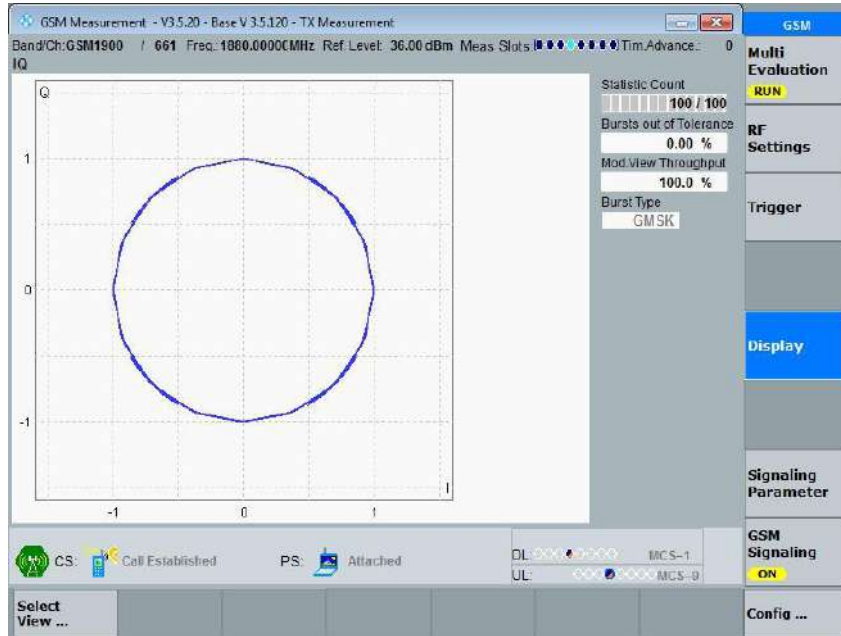 GSM Measurement - V3.5.20 - Base V 3.5.120 - TX Measurement
GSM
Band/Ch:GSM1900 / 661 Freq.:1880.0000CMHz Ref. Level: 36.00 dBm Meas Slots Tim.Advance.: 0
IQ
Multi
Evaluation
RUN
Q
Statistic Count
100 / 100
Bursts out of Tolerance
0.00 %
Mod.View Throughput
100.0 %
Burst Type
GMSK
RF
Settings
Trigger
1
0
-1
I
-1
0
1
Display
Signaling
Parameter
CS: Call Established PS: Attached
DL: MCS-1
UL: MCS-9
GSM
Signaling
ON
Select
View ...
Config ...